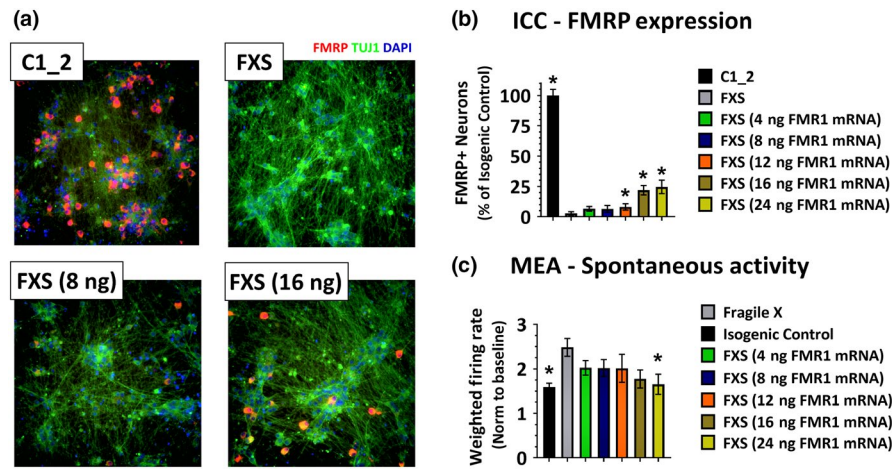 (a)
FMRP TUJ1 DAPI
C1_2
FXS
FXS (8 ng)
FXS (16 ng)
(b) ICC - FMRP expression
FMRP+ Neurons
(% of Isogenic Control)
100
75
50
25
0
*
*
*
*
C1_2
FXS
FXS (4 ng FMR1 mRNA)
FXS (8 ng FMR1 mRNA)
FXS (12 ng FMR1 mRNA)
FXS (16 ng FMR1 mRNA)
FXS (24 ng FMR1 mRNA)
(c) MEA - Spontaneous activity
Weighted firing rate
(Norm to baseline)
3
2
1
0
*
*
Fragile X
Isogenic Control
FXS (4 ng FMR1 mRNA)
FXS (8 ng FMR1 mRNA)
FXS (12 ng FMR1 mRNA)
FXS (16 ng FMR1 mRNA)
FXS (24 ng FMR1 mRNA)